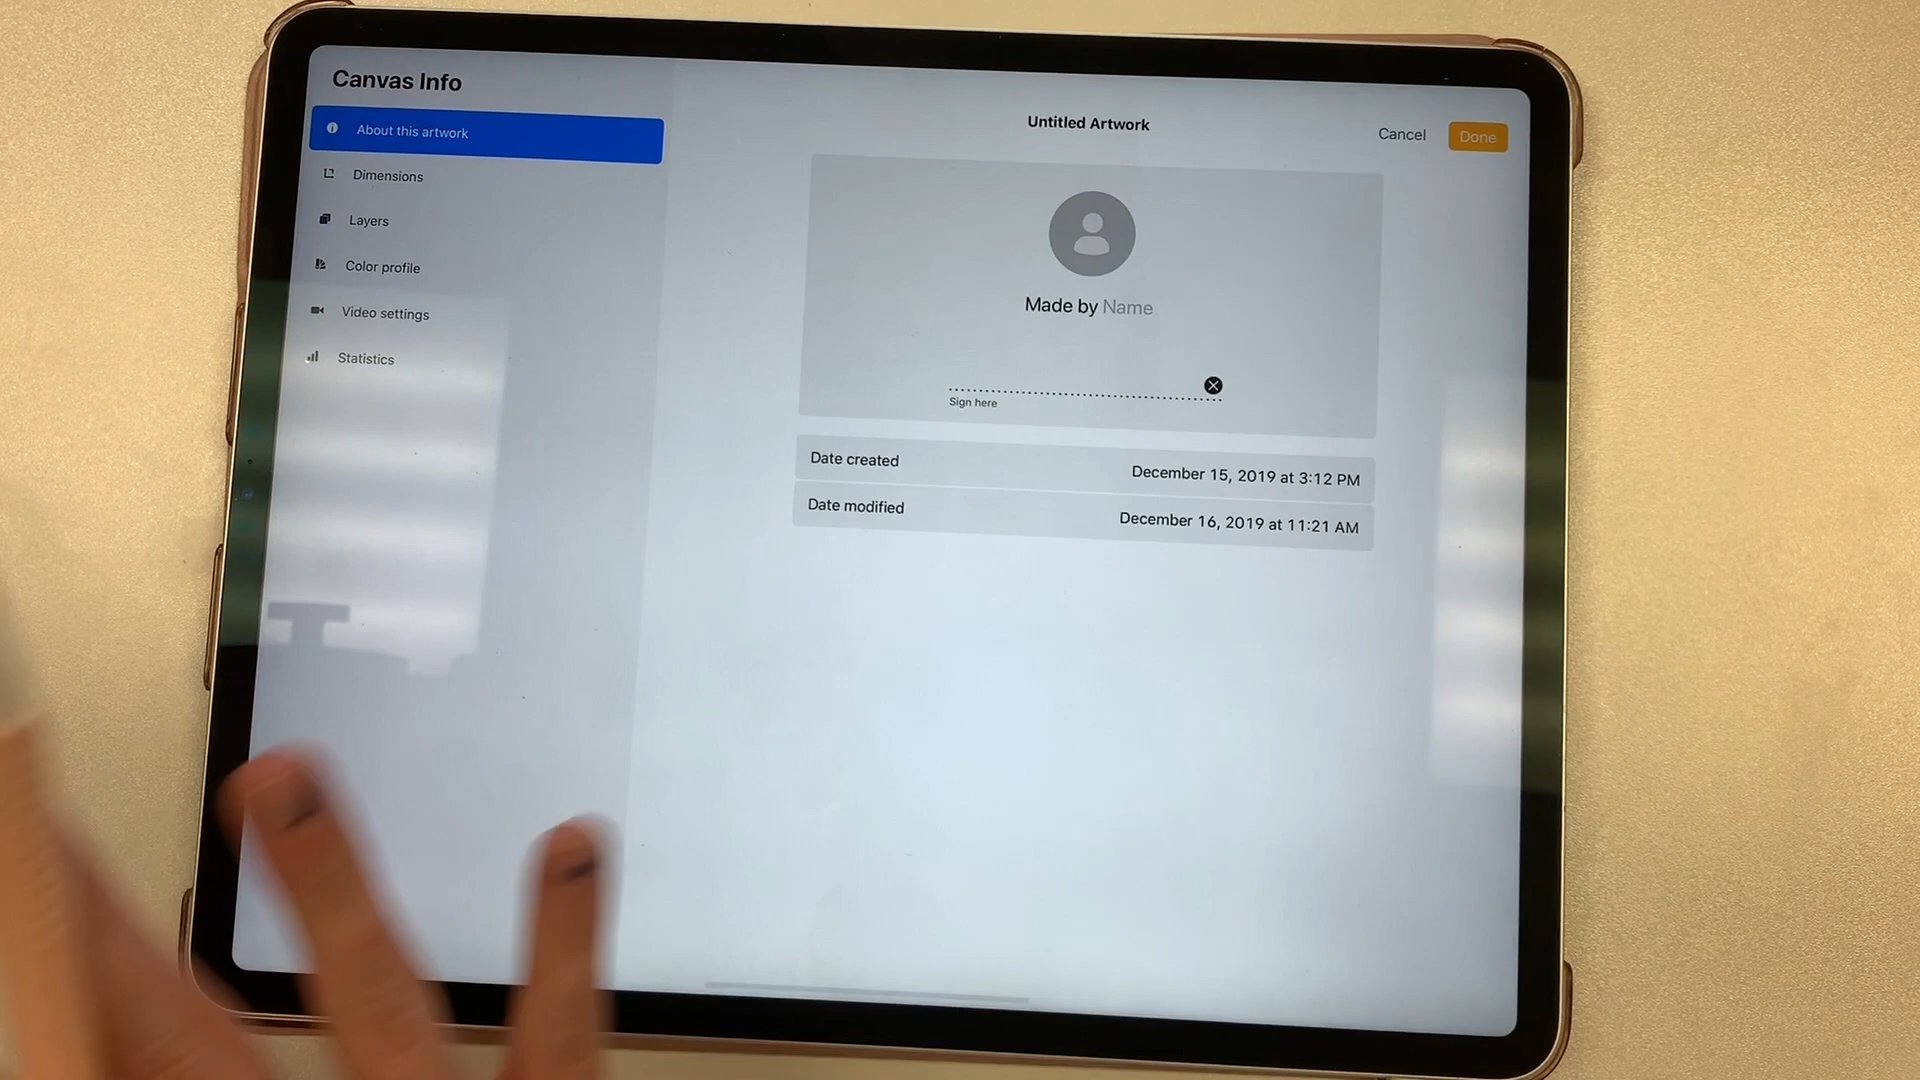 Canvas Info
About this artwork
Dimensions
Layers
Color profile
Video settings
Statistics
Untitled Artwork
Cancel
Done
Made by Name
Sign here
Date created
December 15, 2019 at 3:12 PM
Date modified
December 16, 2019 at 11:21 AM